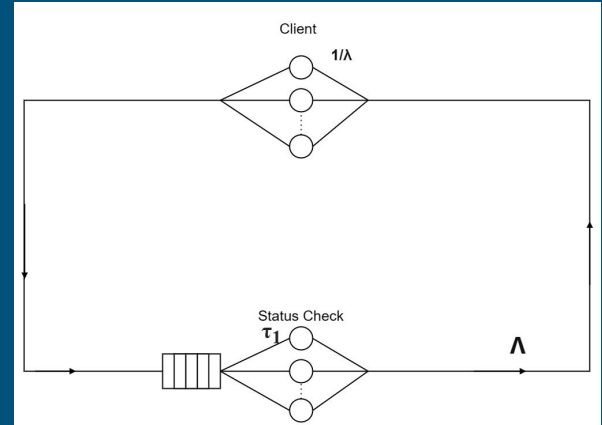 Client
1/λ
Status Check
τ1
Λ